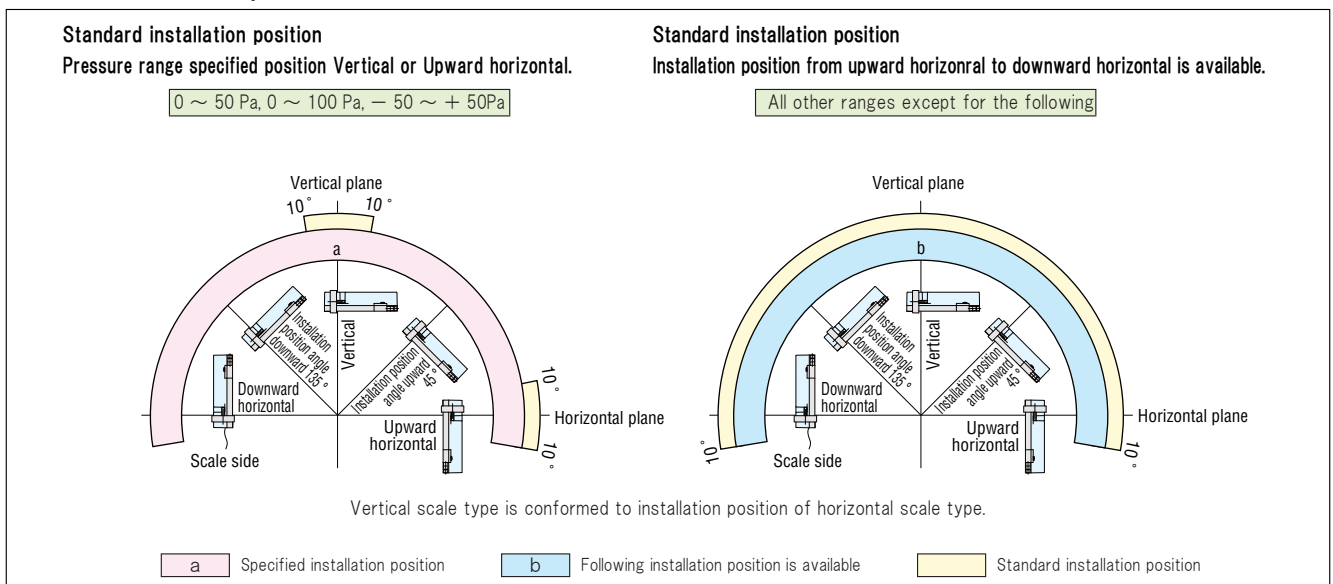 Standard installation position
Pressure range specified position Vertical or Upward horizontal.
0 ～ 50 Pa, 0 ～ 100 Pa, － 50 ～ + 50Pa
Vertical plane
10°
10°
a
Installation
position angle
downward 135°
Vertical
Installation position
angle upward
45°
Downward
horizontal
Upward
horizontal
Scale side
10°
Horizontal plane
10°
Standard installation position
Installation position from upward horizonral to downward horizontal is available.
All other ranges except for the following
Vertical plane
b
Installation
position angle
downward 135°
Vertical
Installation position
angle upward
45°
Downward
horizontal
Upward
horizontal
Scale side
Horizontal plane
10°
10°
Vertical scale type is conformed to installation position of horizontal scale type.
a Specified installation position
b Following installation position is available
Standard installation position